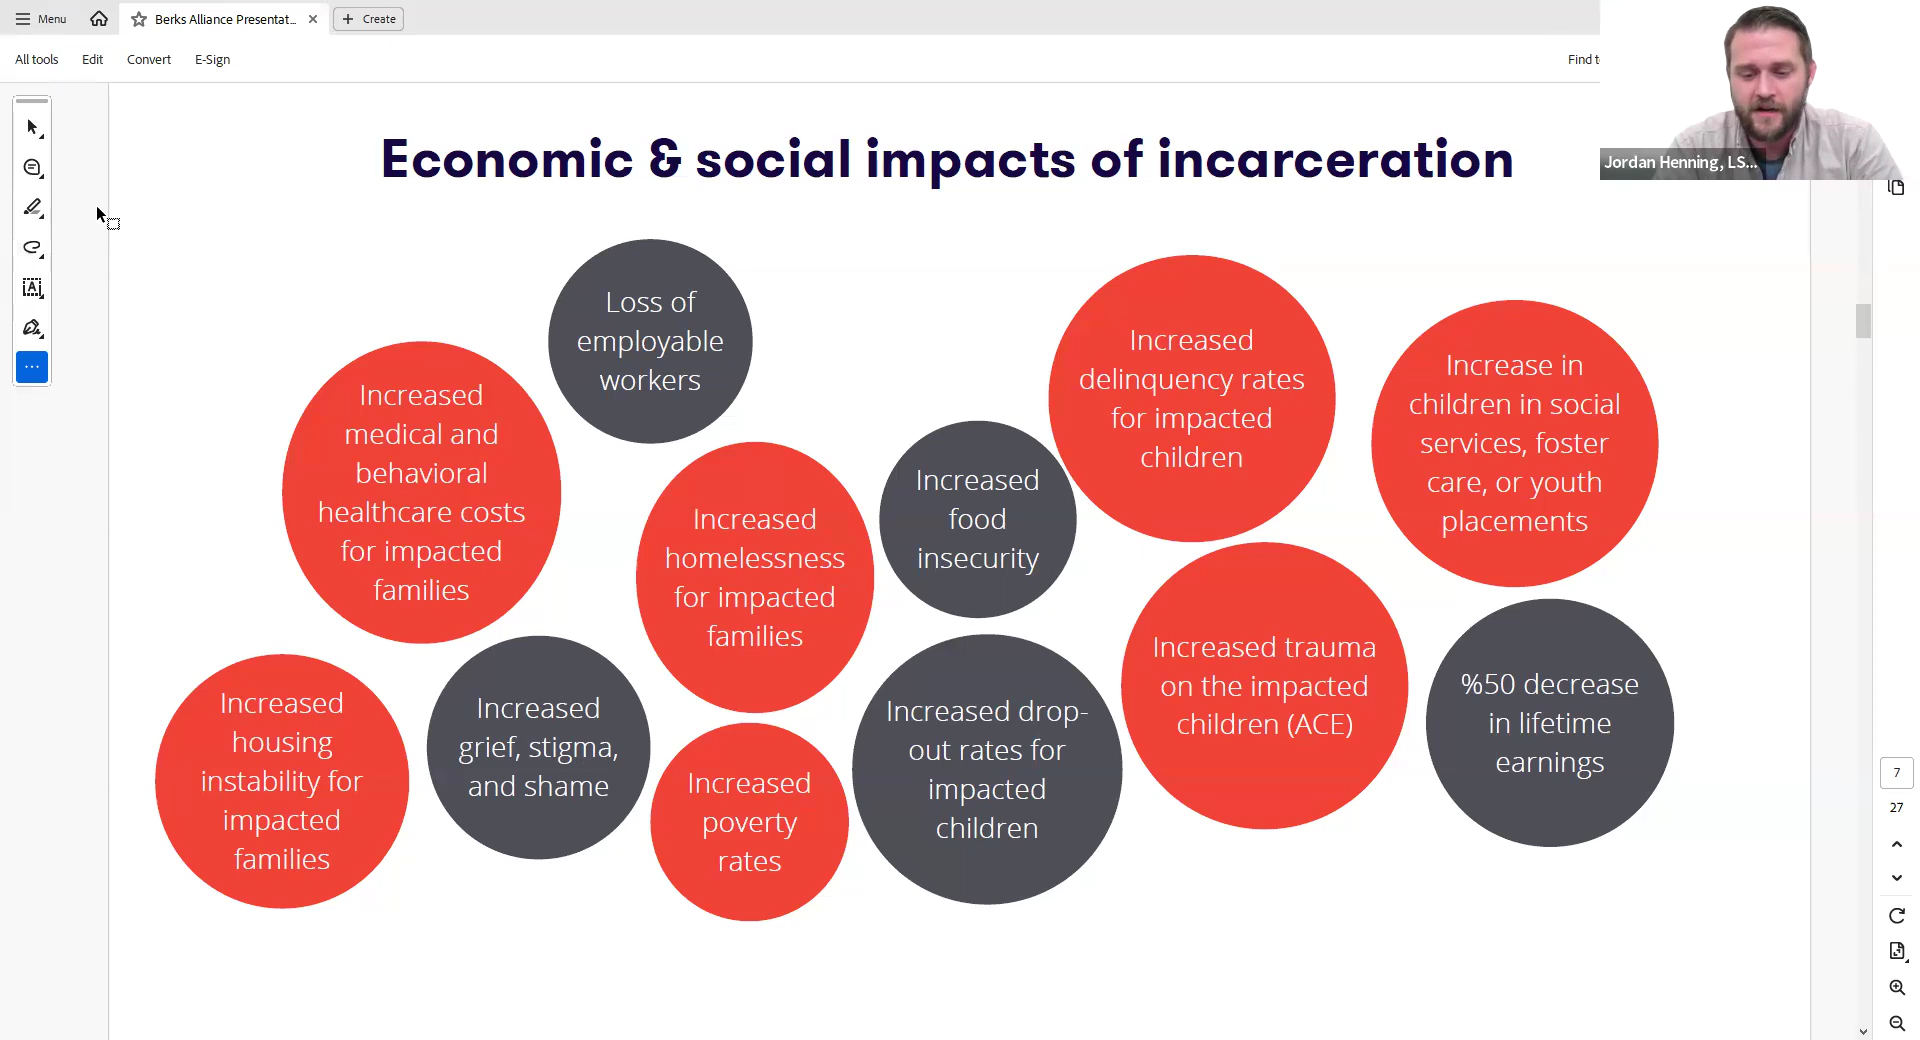 Menu
Berks Alliance Presentat...
Create
All tools
Edit
Convert
E-Sign
Find t
Jordan Henning, LS...
Economic & social impacts of incarceration
Loss of
employable
workers
Increased
medical and
behavioral
healthcare costs
for impacted
families
Increased
homelessness
for impacted
families
Increased
food
insecurity
Increased
delinquency rates
for impacted
children
Increase in
children in social
services, foster
care, or youth
placements
Increased
housing
instability for
impacted
families
Increased
grief, stigma,
and shame
Increased
poverty
rates
Increased drop-
out rates for
impacted
children
Increased trauma
on the impacted
children (ACE)
%50 decrease
in lifetime
earnings
7
27